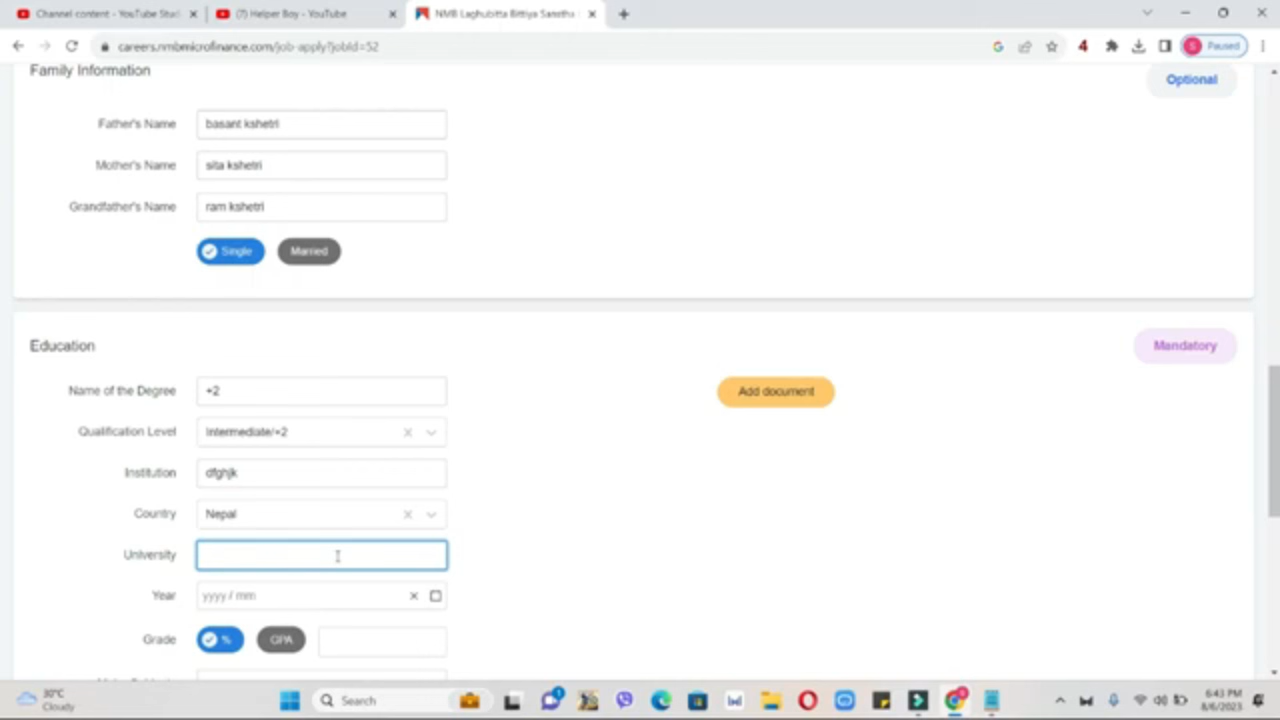 Channel content - YouTube Stud
(7) Helper Boy - YouTube
NMB Laghubitta Bittiya Sanstha
careers.nmbmicrofinance.com/job-apply?jobId=52
4
S
Paused
Family Information
Optional
Father's Name
basant kshetri
Mother's Name
sita kshetri
Grandfather's Name
ram kshetri
Single
Married
Education
Mandatory
Name of the Degree
+2
Add document
Qualification Level
Intermediate/+2
Institution
dfghjk
Country
Nepal
University
Year
yyyy / mm
Grade
%
GPA
30°C
Cloudy
Search
6:43 PM
8/6/2023